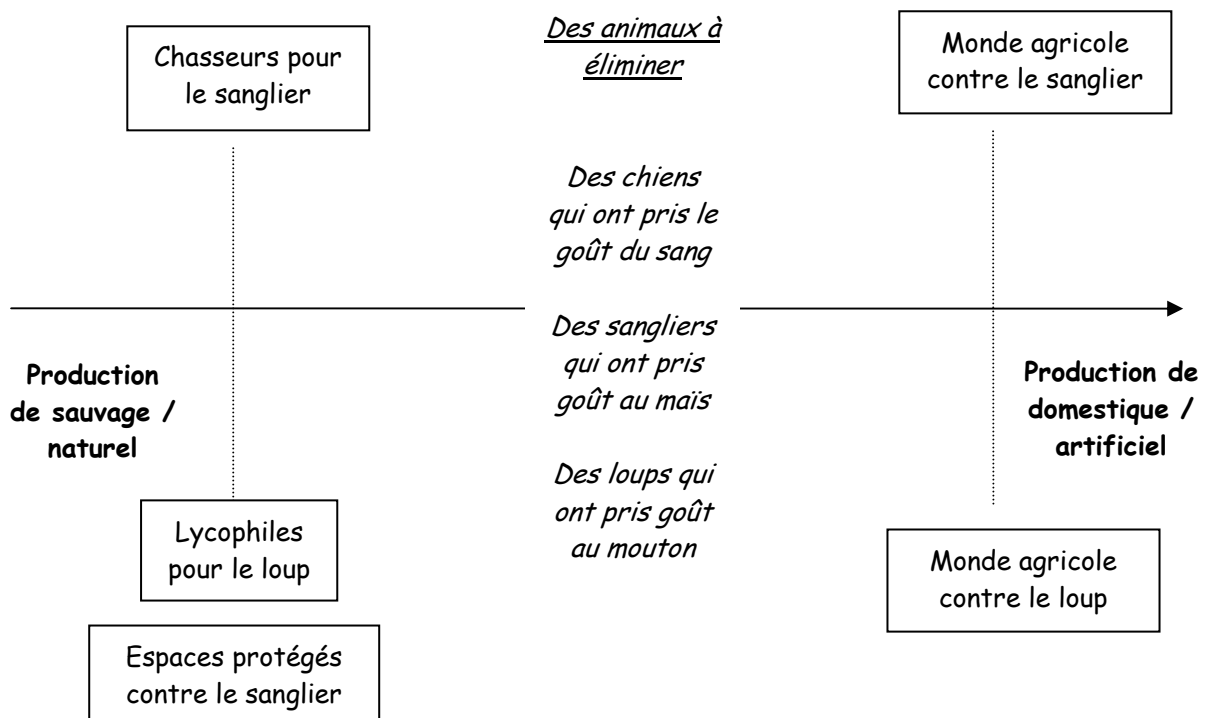 Chasseurs pour
le sanglier
Des animaux à
éliminer
Monde agricole
contre le sanglier
Des chiens
qui ont pris le
goût du sang
Des sangliers
qui ont pris
goût au maïs
Des loups qui
ont pris goût
au mouton
Production
de sauvage /
naturel
Production de
domestique /
artificiel
Lycophiles
pour le loup
Monde agricole
contre le loup
Espaces protégés
contre le sanglier